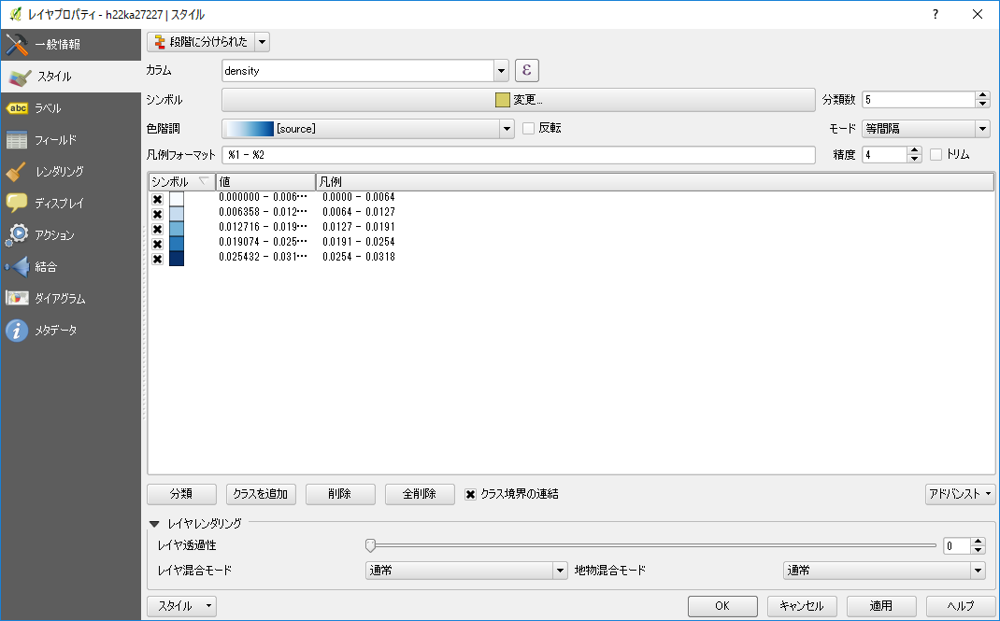 レイヤプロパティ - h22ka27227 | スタイル
?
一般情報
スタイル
abc ラベル
フィールド
レンダリング
ディスプレイ
アクション
結合
ダイアグラム
メタデータ
段階に分けられた
カラム density ε
シンボル 変更... 分類数 5
色階調 [source] 反転 モード 等間隔
凡例フォーマット %1 - %2 精度 4 トリム
シンボル 値 凡例
0.000000 - 0.006… 0.0000 - 0.0064
0.006358 - 0.012… 0.0064 - 0.0127
0.012716 - 0.019… 0.0127 - 0.0191
0.019074 - 0.025… 0.0191 - 0.0254
0.025432 - 0.031… 0.0254 - 0.0318
分類 クラスを追加 削除 全削除 クラス境界の連結 アドバンスト
レイヤレンダリング
レイヤ透過性 0
レイヤ混合モード 通常 地物混合モード 通常
スタイル OK キャンセル 適用 ヘルプ